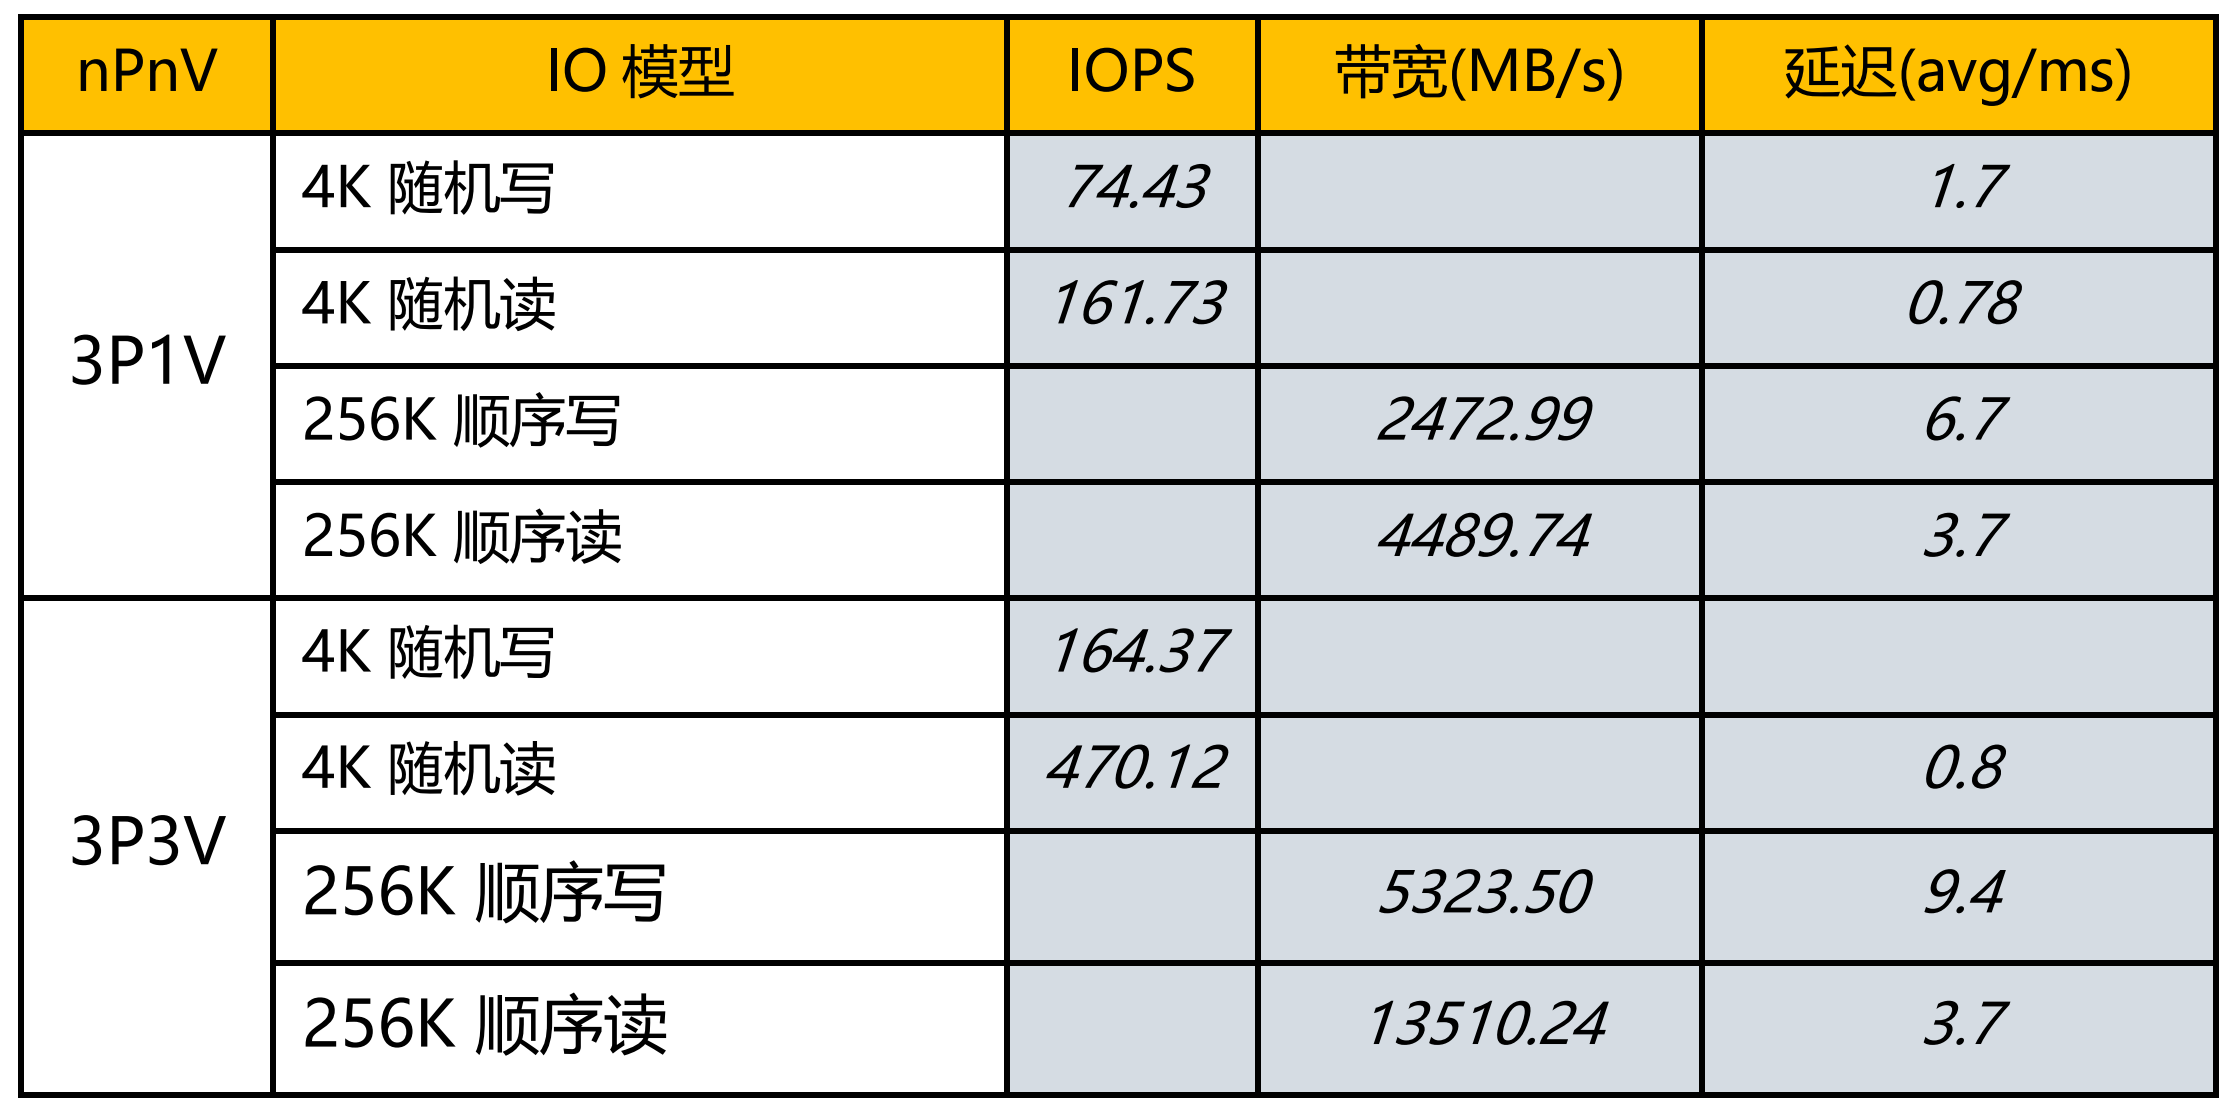 nPnV IO 模型 IOPS 带宽(MB/s) 延迟(avg/ms)
3P1V
4K 随机写 74.43 1.7
4K 随机读 161.73 0.78
256K 顺序写 2472.99 6.7
256K 顺序读 4489.74 3.7
3P3V
4K 随机写 164.37
4K 随机读 470.12 0.8
256K 顺序写 5323.50 9.4
256K 顺序读 13510.24 3.7